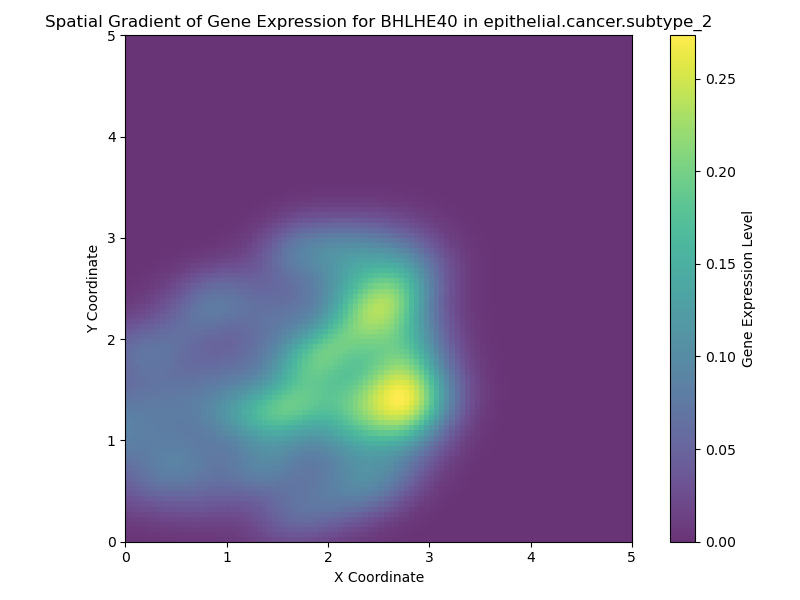 Spatial Gradient of Gene Expression for BHLHE40 in epithelial.cancer.subtype_2
5
4
3
2
1
0
Y Coordinate
0 1 2 3 4 5
X Coordinate
0.25
0.20
0.15
0.10
0.05
0.00
Gene Expression Level